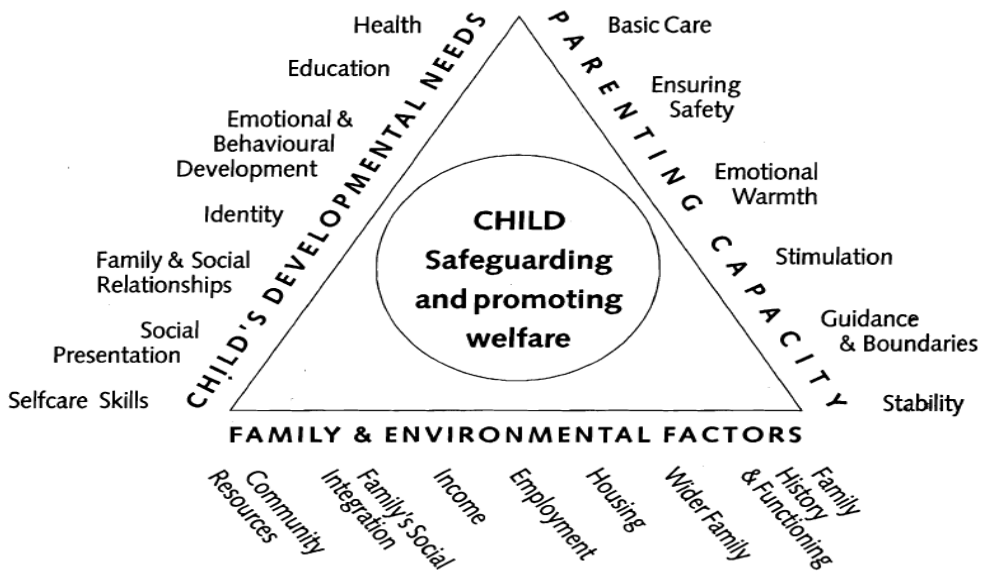 Health
Education
Emotional &
Behavioural
Development
Identity
Family & Social
Relationships
Social
Presentation
Selfcare Skills
CHILD'S DEVELOPMENTAL NEEDS
PARENTING CAPACITY
Basic Care
Ensuring
Safety
Emotional
Warmth
Stimulation
Guidance
& Boundaries
Stability
CHILD
Safeguarding
and promoting
welfare
FAMILY & ENVIRONMENTAL FACTORS
Community
Resources
Family's Social
Integration
Income
Employment
Housing
Wider Family
Family
History
& Functioning